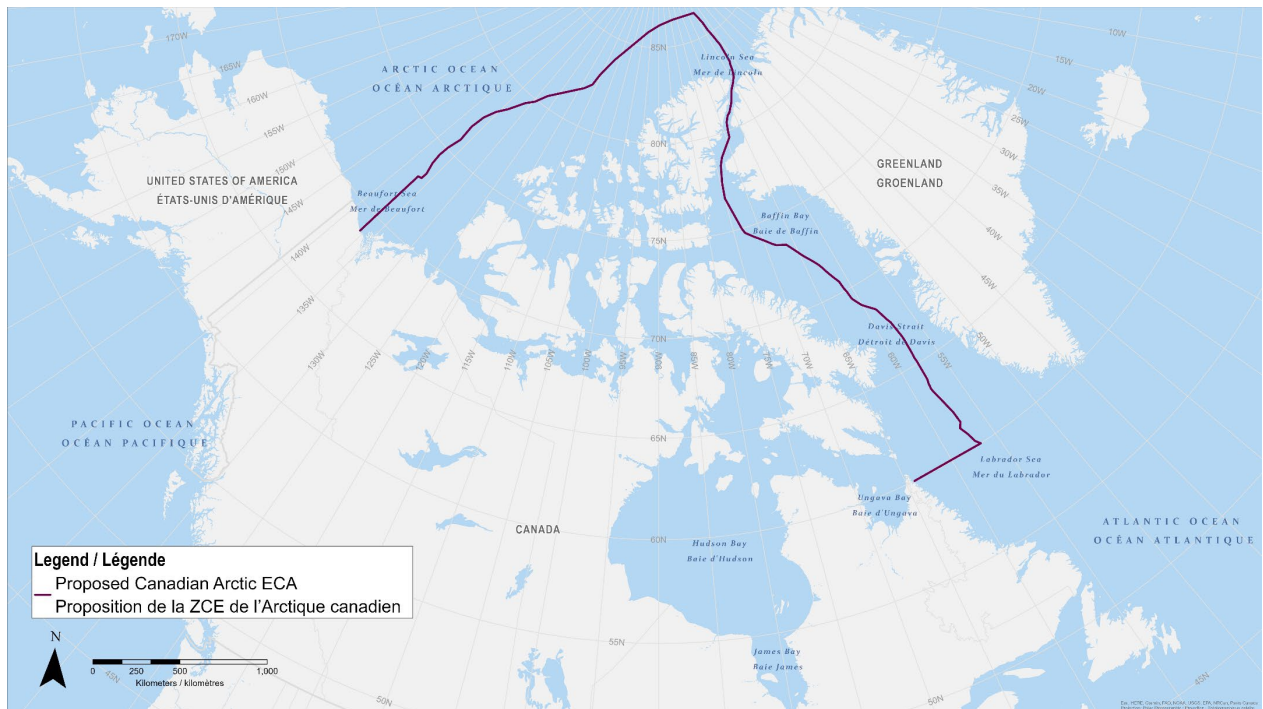 170W
165W
160W
155W
150W
145W
140W
135W
130W
125W
120W
115W
110W
105W
100W
95W
90W
85W
80W
75W
70W
65W
60W
55W
50W
45W
40W
35W
30W
25W
20W
15W
10W
85N
80N
75N
70N
65N
60N
55N
50N
50N
45N
45N
ARCTIC OCEAN
OCÉAN ARCTIQUE
Lincoln Sea
Mer de Lincoln
UNITED STATES OF AMERICA
ÉTATS-UNIS D'AMÉRIQUE
Beaufort Sea
Mer de Beaufort
GREENLAND
GROENLAND
Baffin Bay
Baie de Baffin
Davis Strait
Détroit de Davis
PACIFIC OCEAN
OCÉAN PACIFIQUE
Labrador Sea
Mer du Labrador
Ungava Bay
Baie d'Ungava
CANADA
Hudson Bay
Baie d'Hudson
ATLANTIC OCEAN
OCÉAN ATLANTIQUE
James Bay
Baie James
Legend / Légende
Proposed Canadian Arctic ECA
Proposition de la ZCE de l'Arctique canadien
N
0 250 500 1,000
Kilometers / kilomètres